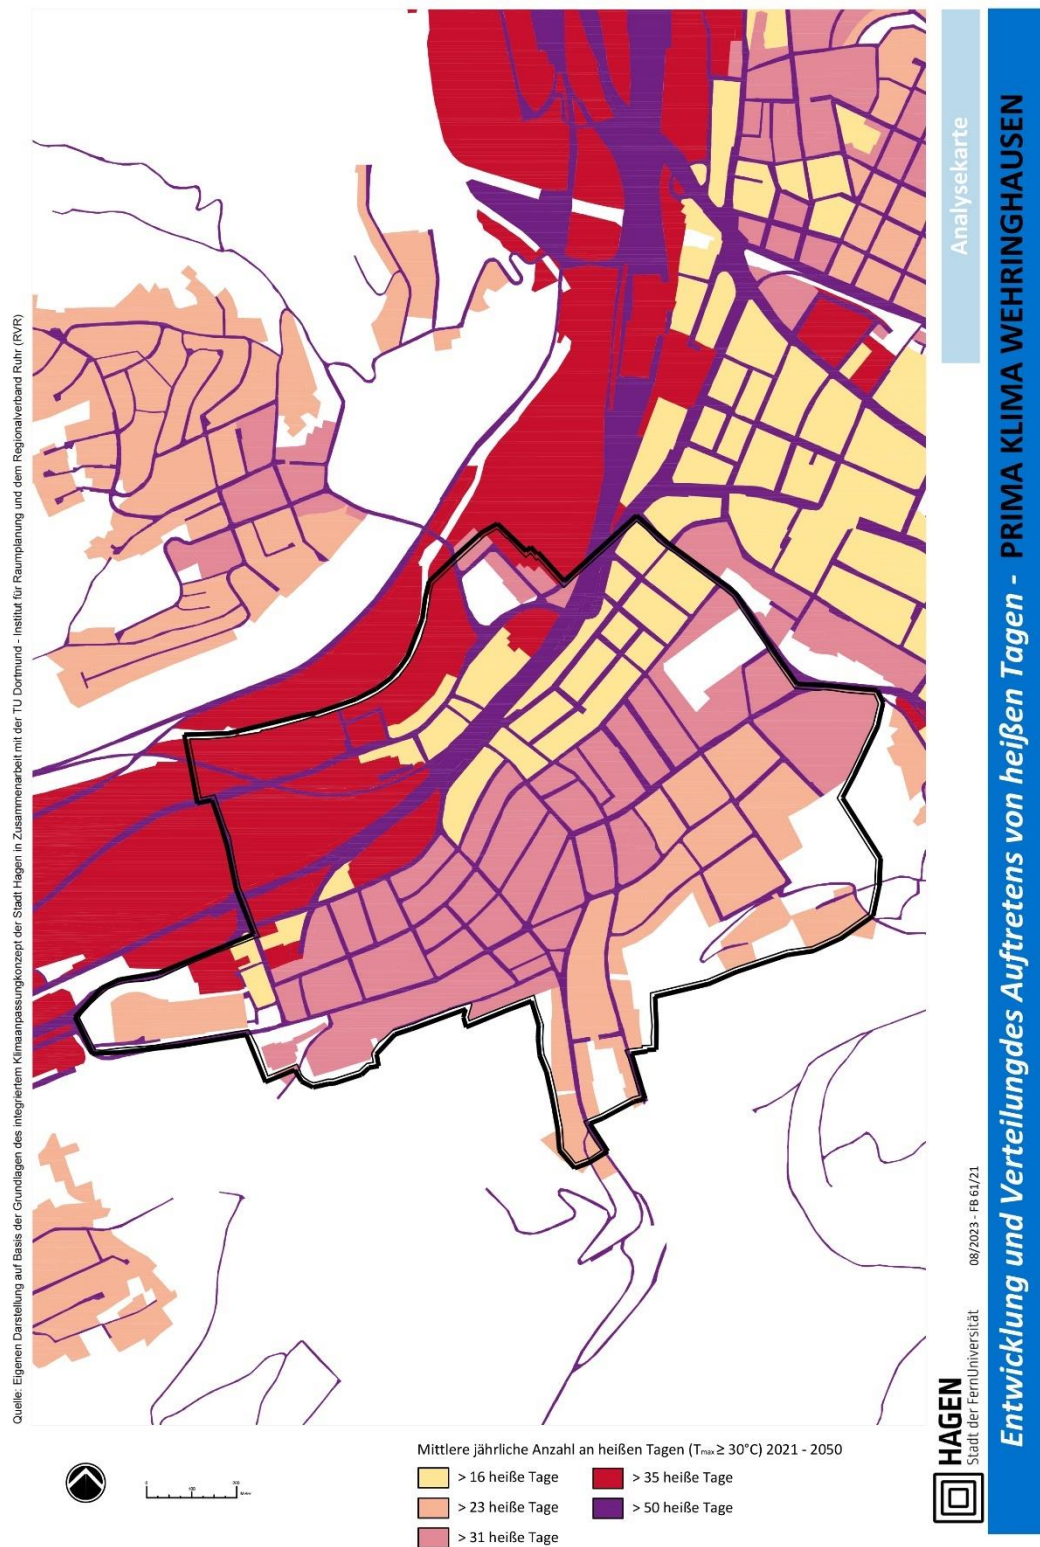 Quelle: Eigenen Darstellung auf Basis der Grundlagen des integriertem Klimaanpassungkonzept der Stadt Hagen in Zusammenarbeit mit der TU Dortmund - Institut für Raumplanung und dem Regionalverband Ruhr (RVR)
Analysekarte
Entwicklung und Verteilungdes Auftretens von heißen Tagen - PRIMA KLIMA WEHRINGHAUSEN
HAGEN
Stadt der FernUniversität
08/2023 - FB 61/21
Mittlere jährliche Anzahl an heißen Tagen (Tmax ≥ 30°C) 2021 - 2050
> 16 heiße Tage
> 23 heiße Tage
> 31 heiße Tage
> 35 heiße Tage
> 50 heiße Tage